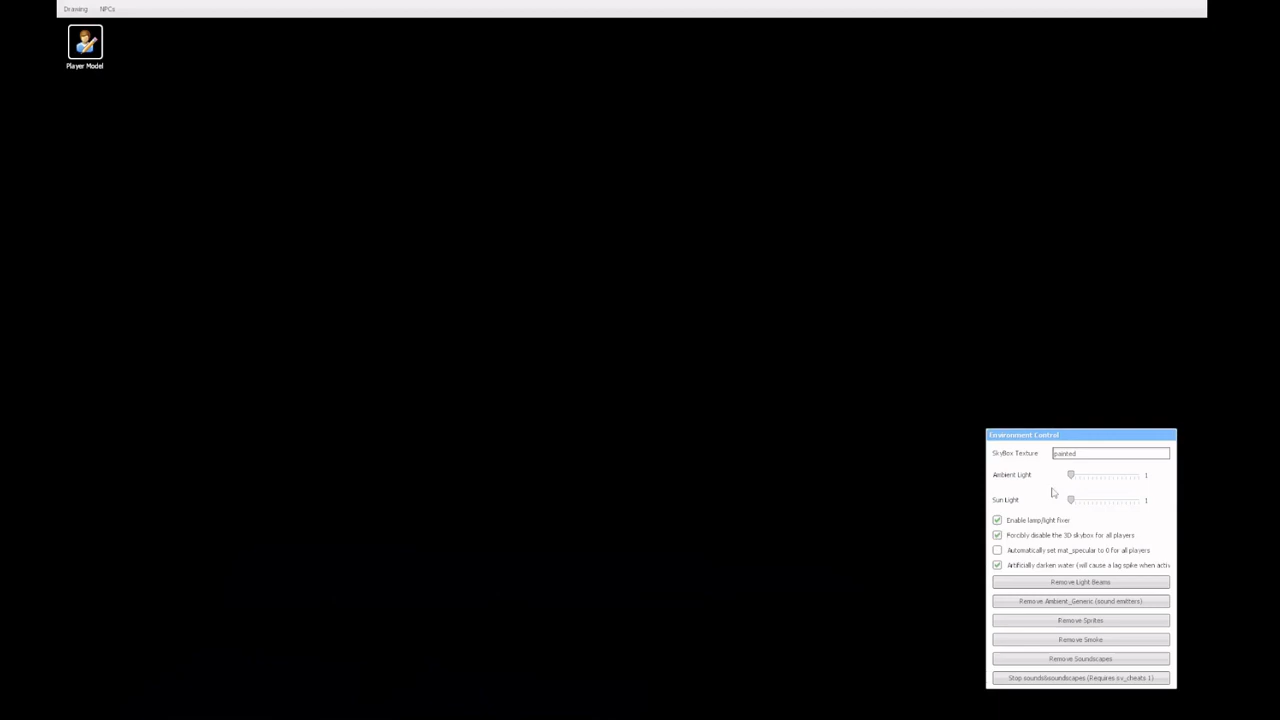 Drawing NPCs
Player Model
Environment Control
SkyBox Texture painted
Ambient Light 1
Sun Light 1
Enable lamp/light fixer
Forcibly disable the 3D skybox for all players
Automatically set mat_specular to 0 for all players
Artificially darken water (will cause a lag spike when activ
Remove Light Beams
Remove Ambient_Generic (sound emitters)
Remove Sprites
Remove Smoke
Remove Soundscapes
Stop sounds\soundscapes (Requires sv_cheats 1)